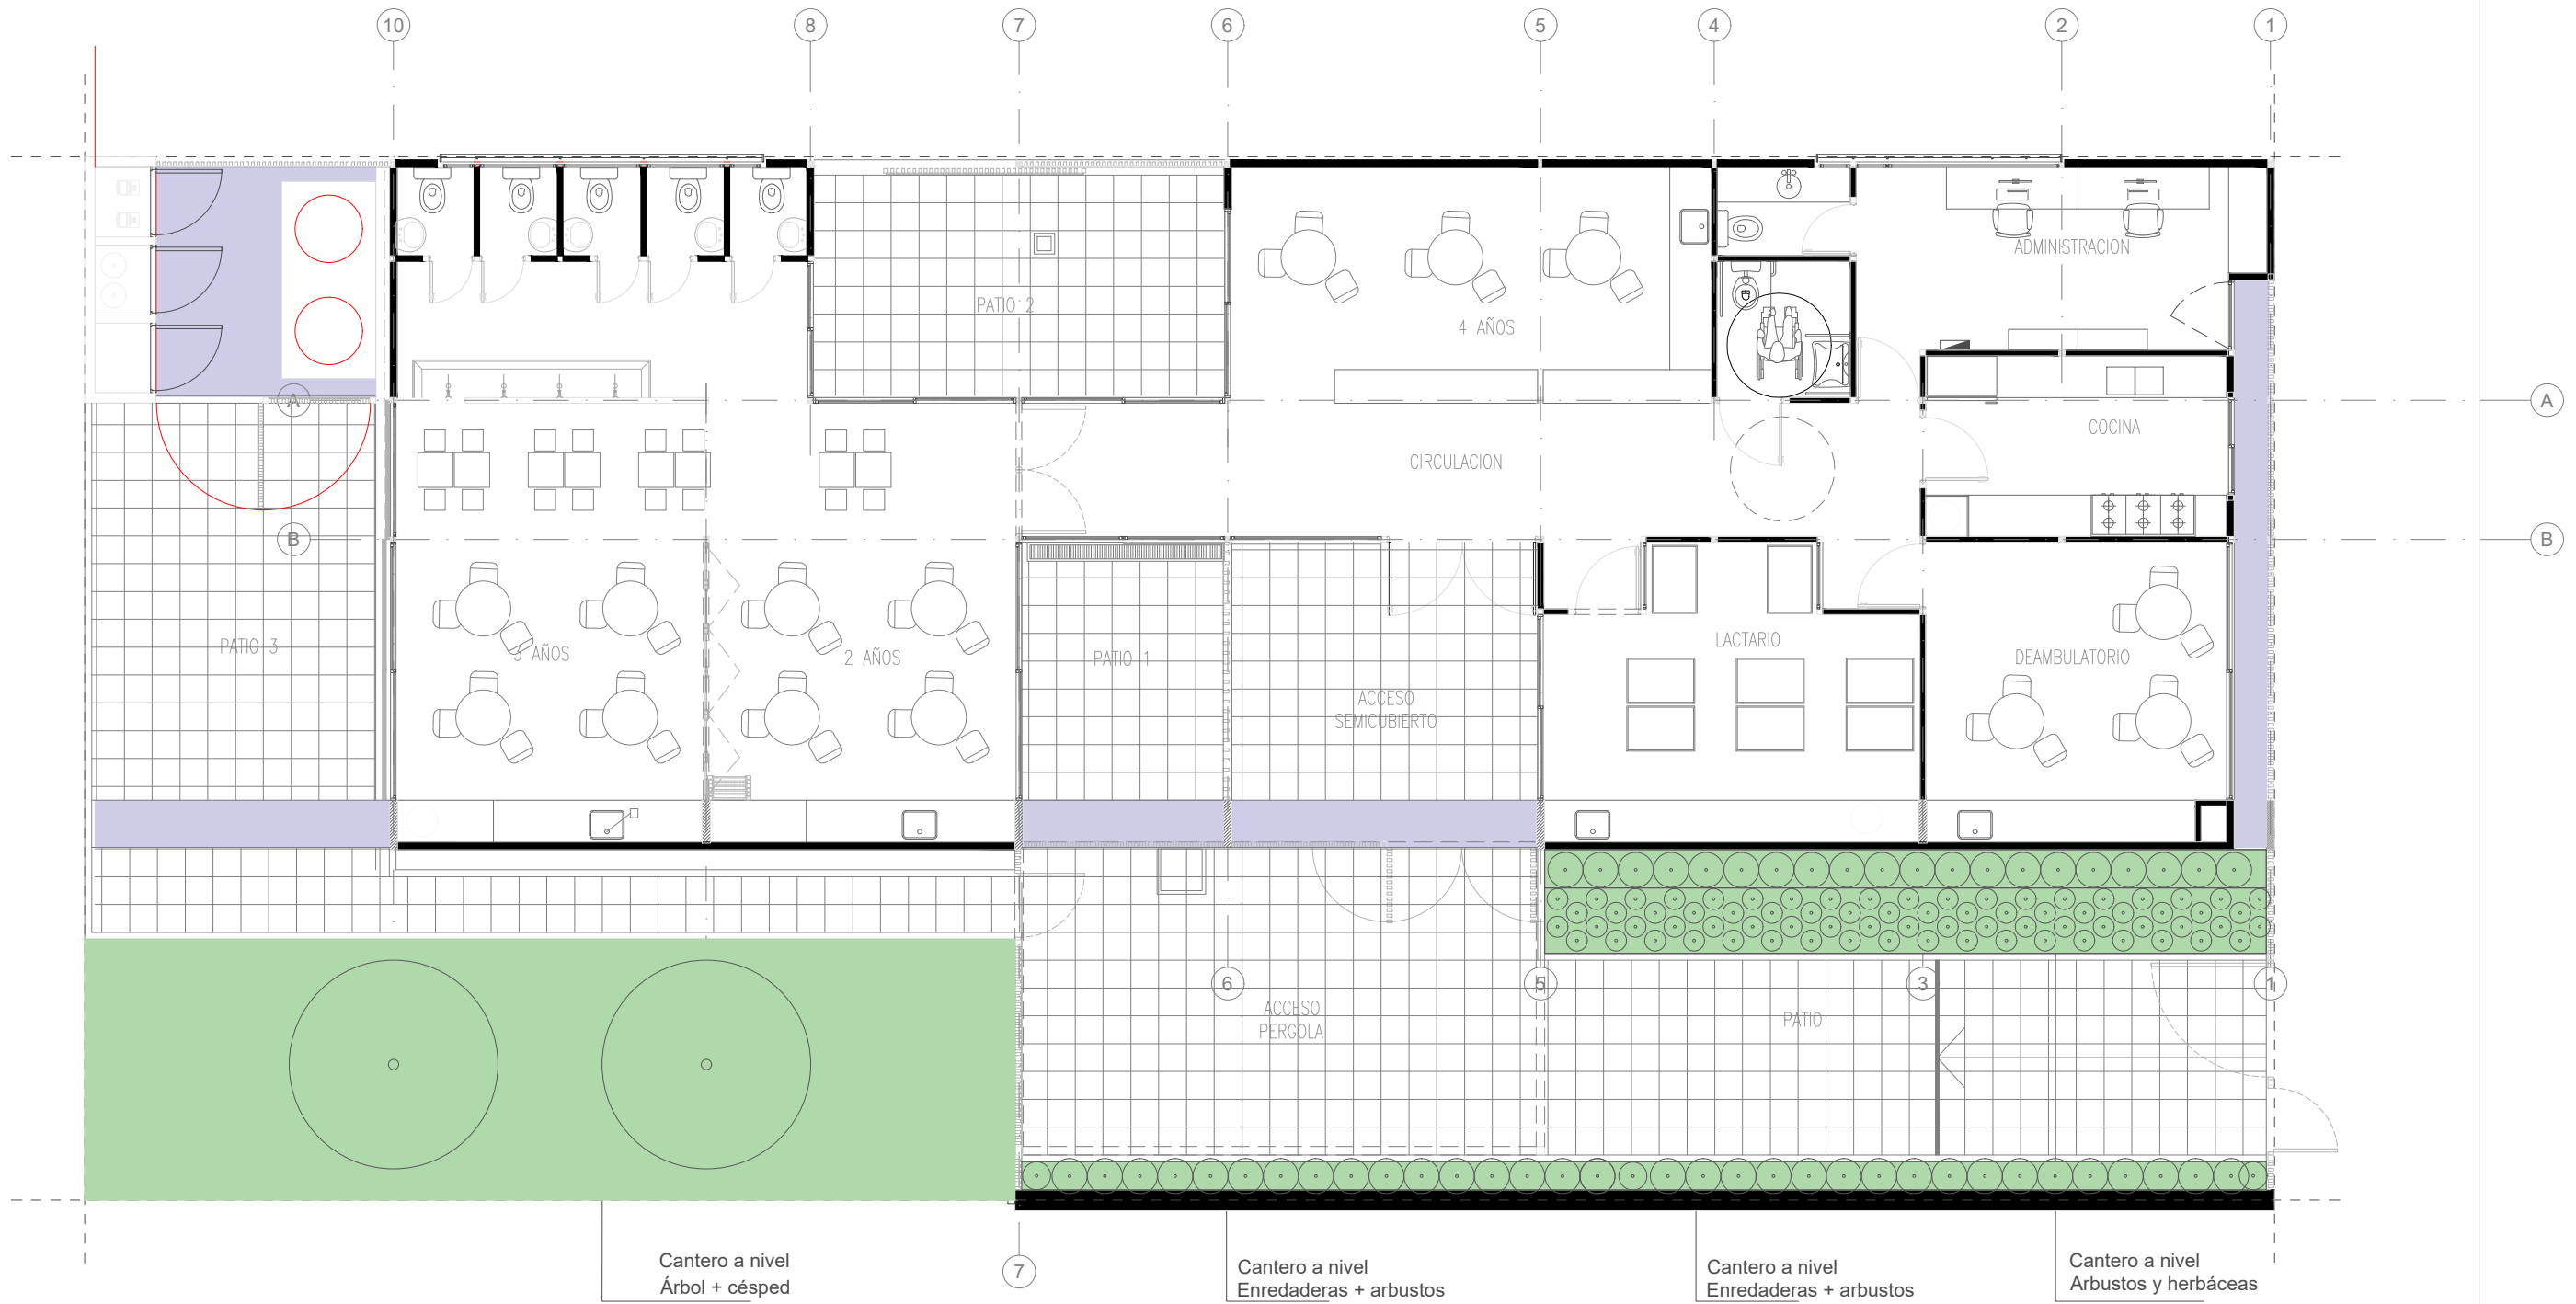 10
8
7
6
5
4
2
1
ADMINISTRACION
PATIO 2
4 AÑOS
A
A
COCINA
CIRCULACION
B
B
PATIO 3
3 AÑOS
2 AÑOS
PATIO 1
LACTARIO
DEAMBULATORIO
ACCESO
SEMICUBIERTO
6
5
3
1
ACCESO
PERGOLA
PATIO
7
Cantero a nivel
Árbol + césped
Cantero a nivel
Enredaderas + arbustos
Cantero a nivel
Enredaderas + arbustos
Cantero a nivel
Arbustos y herbáceas